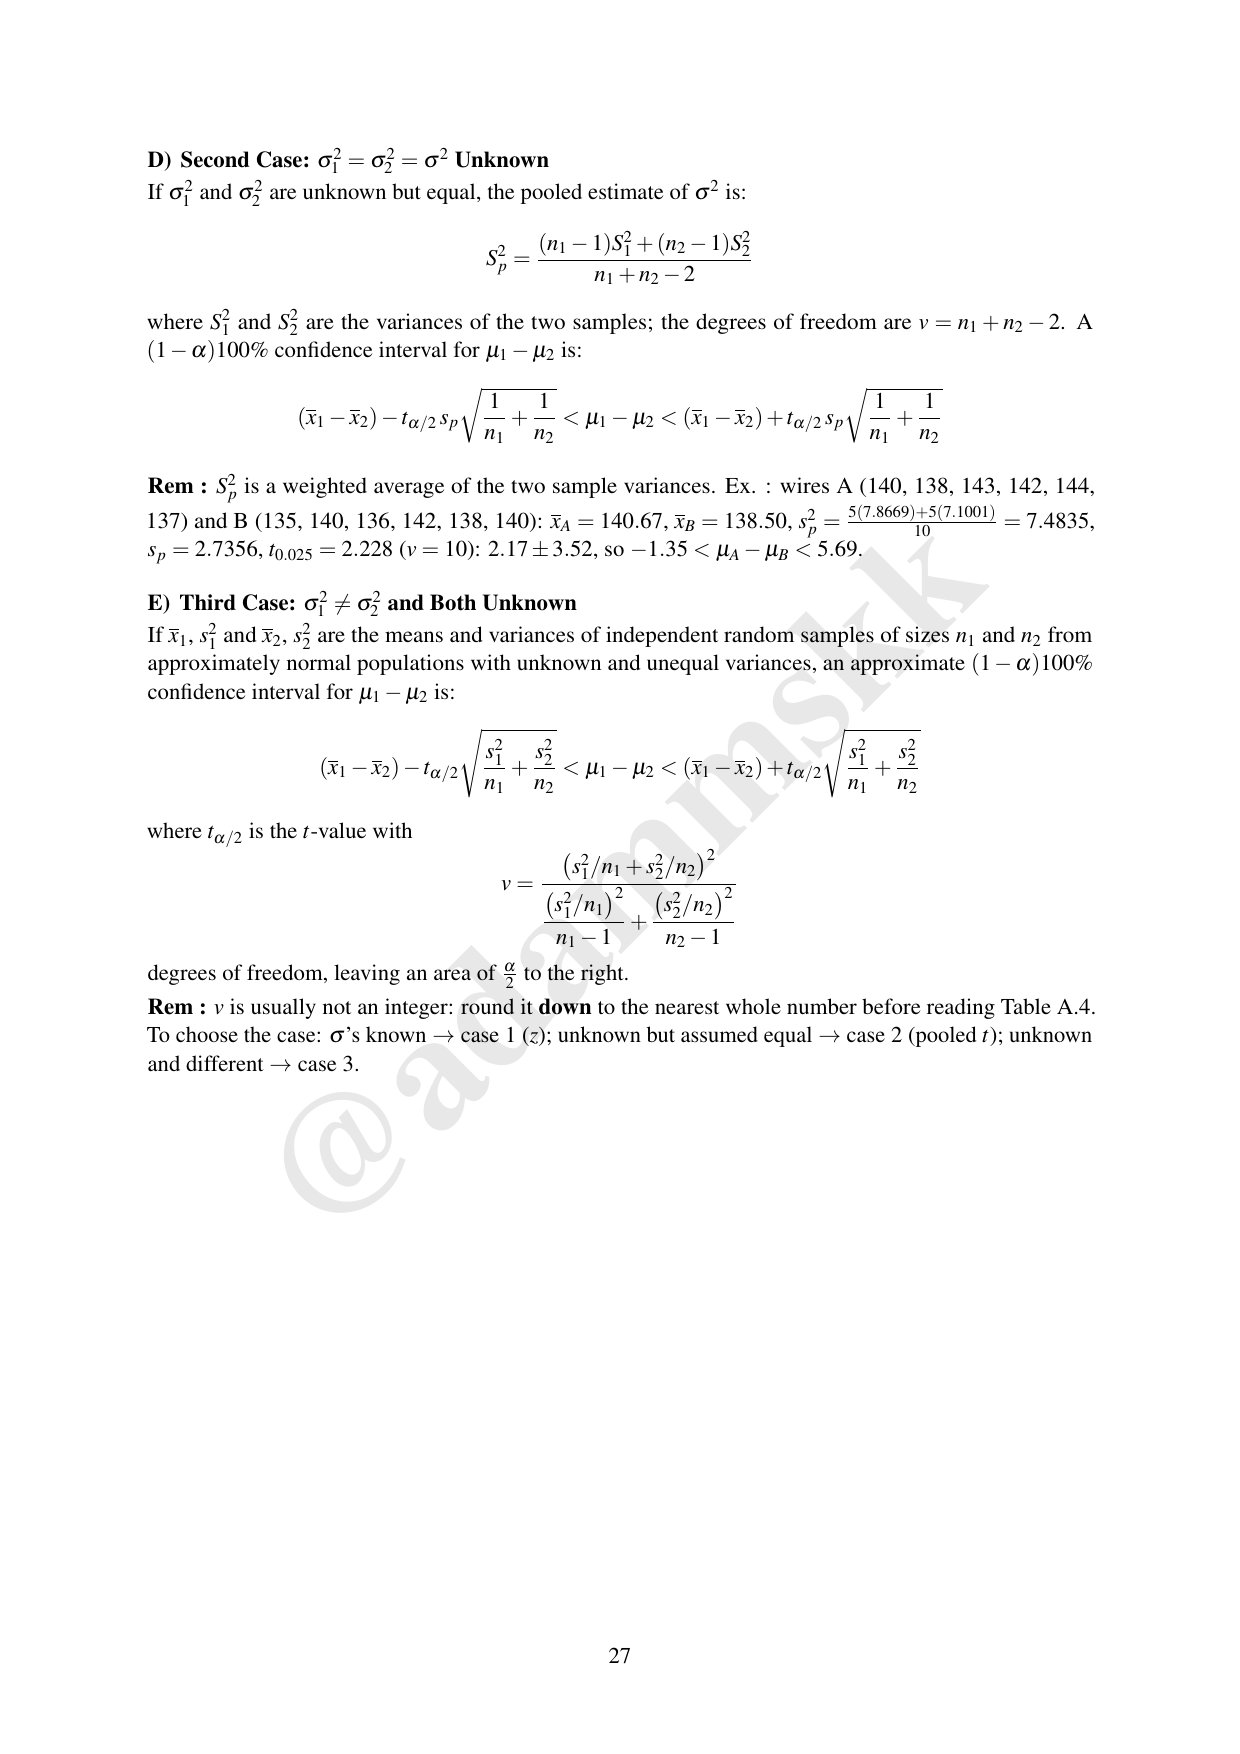 D) Second Case: σ₁² = σ₂² = σ² Unknown
If σ₁² and σ₂² are unknown but equal, the pooled estimate of σ² is:
S_p² = ((n₁ − 1)S₁² + (n₂ − 1)S₂²) / (n₁ + n₂ − 2)
where S₁² and S₂² are the variances of the two samples; the degrees of freedom are v = n₁ + n₂ − 2. A
(1 − α)100% confidence interval for μ₁ − μ₂ is:
(x̄₁ − x̄₂) − t_{α/2} s_p √(1/n₁ + 1/n₂) < μ₁ − μ₂ < (x̄₁ − x̄₂) + t_{α/2} s_p √(1/n₁ + 1/n₂)
Rem : S_p² is a weighted average of the two sample variances. Ex. : wires A (140, 138, 143, 142, 144,
137) and B (135, 140, 136, 142, 138, 140): x̄_A = 140.67, x̄_B = 138.50, s_p² = (5(7.8669)+5(7.1001))/10 = 7.4835,
s_p = 2.7356, t_{0.025} = 2.228 (v = 10): 2.17 ± 3.52, so −1.35 < μ_A − μ_B < 5.69.
E) Third Case: σ₁² ≠ σ₂² and Both Unknown
If x̄₁, s₁² and x̄₂, s₂² are the means and variances of independent random samples of sizes n₁ and n₂ from
approximately normal populations with unknown and unequal variances, an approximate (1 − α)100%
confidence interval for μ₁ − μ₂ is:
(x̄₁ − x̄₂) − t_{α/2} √(s₁²/n₁ + s₂²/n₂) < μ₁ − μ₂ < (x̄₁ − x̄₂) + t_{α/2} √(s₁²/n₁ + s₂²/n₂)
where t_{α/2} is the t-value with
v = (s₁²/n₁ + s₂²/n₂)² / ((s₁²/n₁)²/(n₁ − 1) + (s₂²/n₂)²/(n₂ − 1))
degrees of freedom, leaving an area of α/2 to the right.
Rem : v is usually not an integer: round it down to the nearest whole number before reading Table A.4.
To choose the case: σ's known → case 1 (z); unknown but assumed equal → case 2 (pooled t); unknown
and different → case 3.
@adammskk
27